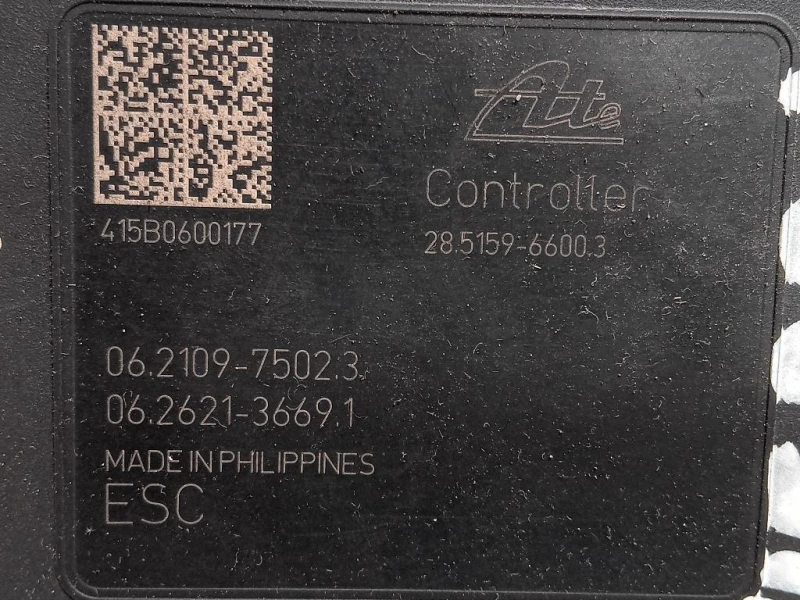 Ate
Controller
415B0600177
28.5159-6600.3
06.2109-7502.3
06.2621-3669.1
MADE IN PHILIPPINES
ESC